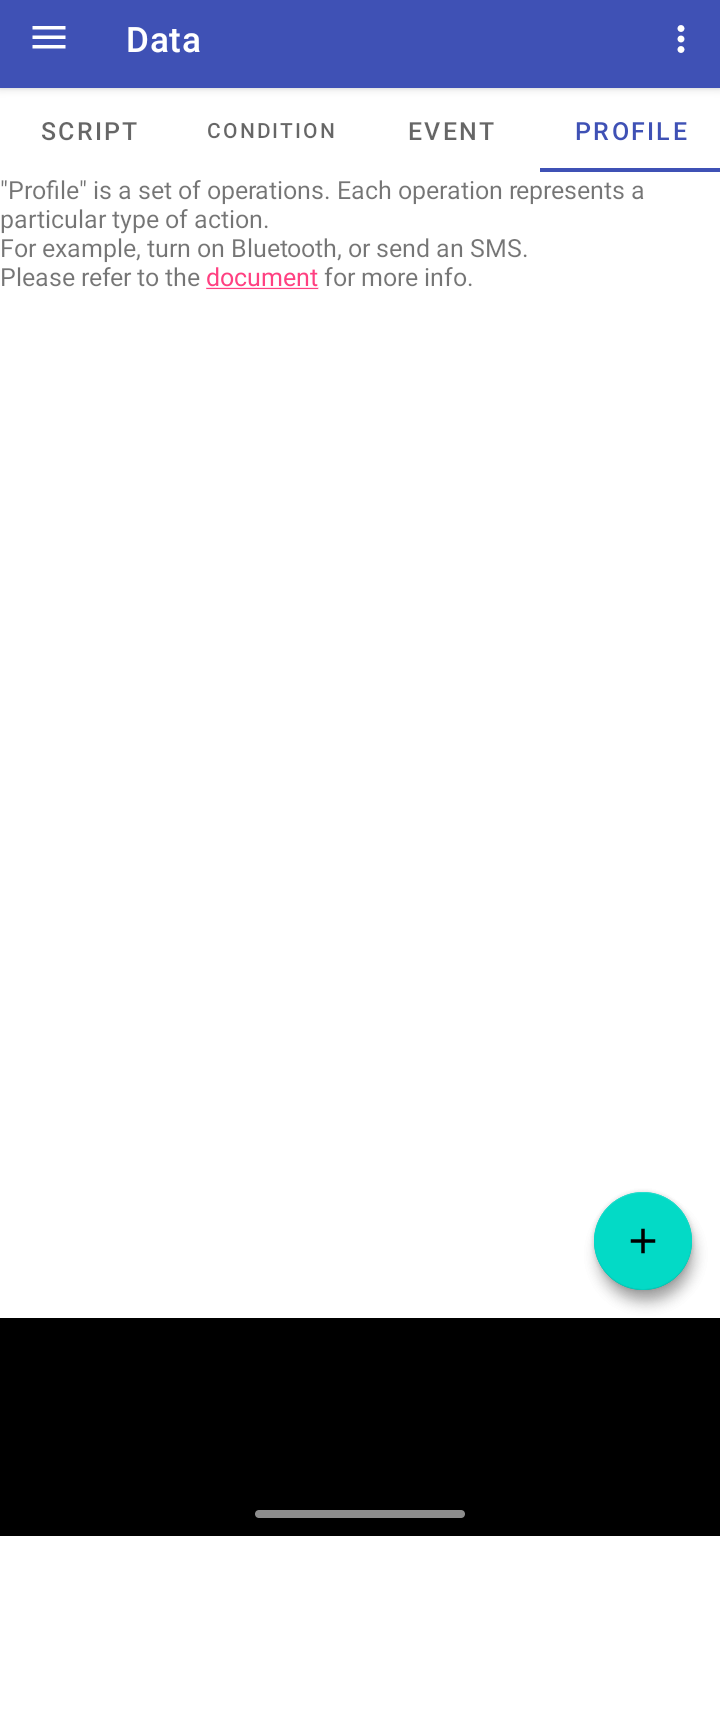 Data
SCRIPT CONDITION EVENT PROFILE
"Profile" is a set of operations. Each operation represents a
particular type of action.
For example, turn on Bluetooth, or send an SMS.
Please refer to the document for more info.